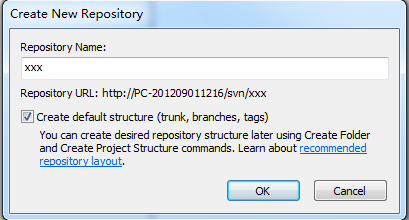 Create New Repository
Repository Name:
xxx
Repository URL: http://PC-201209011216/svn/xxx
Create default structure (trunk, branches, tags)
You can create desired repository structure later using Create Folder
and Create Project Structure commands. Learn about recommended
repository layout.
OK
Cancel